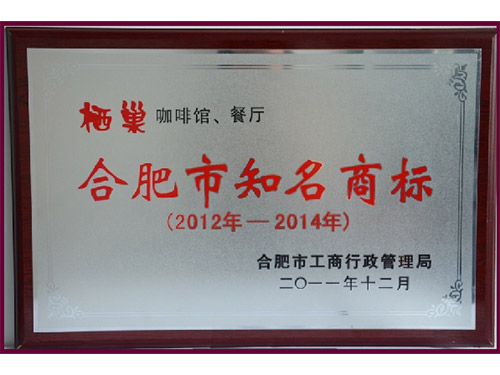 栖巢 咖啡馆、餐厅
合肥市知名商标
(2012年—2014年)
合肥市工商行政管理局
二〇一一年十二月